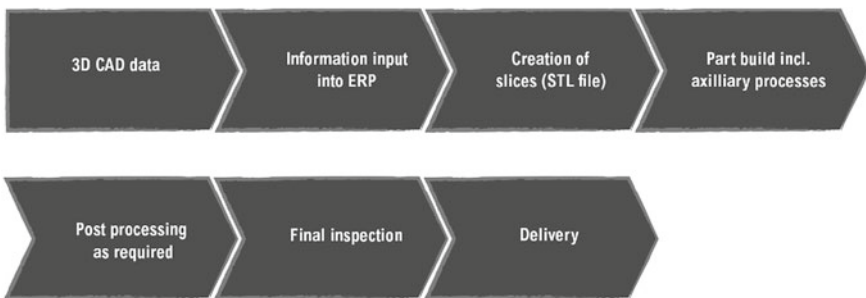 3D CAD data
Information input
into ERP
Creation of
slices (STL file)
Part build incl.
axilliary processes
Post processing
as required
Final inspection
Delivery